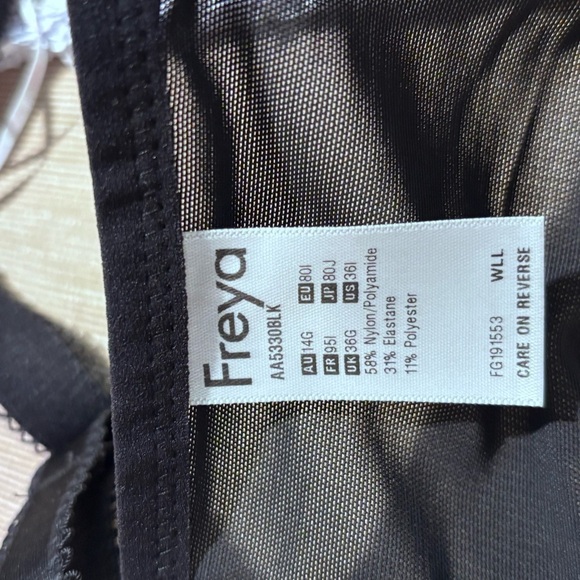 Freya
AA5330BLK
AU 14G EU 80I
FR 95I JP 80J
UK 36G US 36I
58% Nylon/Polyamide
31% Elastane
11% Polyester
FG191553 WLL
CARE ON REVERSE